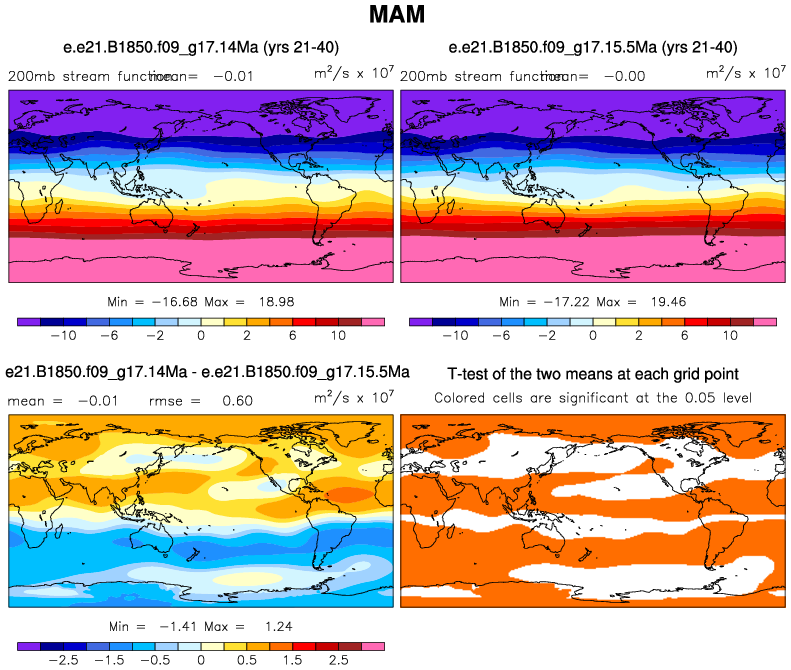 MAM
e.e21.B1850.f09_g17.14Ma (yrs 21-40)
e.e21.B1850.f09_g17.15.5Ma (yrs 21-40)
200mb stream function mean= −0.01 m2/s x 107
200mb stream function mean= −0.00 m2/s x 107
Min = −16.68 Max = 18.98
Min = −17.22 Max = 19.46
−10 −6 −2 0 2 6 10
−10 −6 −2 0 2 6 10
e21.B1850.f09_g17.14Ma - e.e21.B1850.f09_g17.15.5Ma
mean = −0.01 rmse = 0.60 m2/s x 107
T-test of the two means at each grid point
Colored cells are significant at the 0.05 level
Min = −1.41 Max = 1.24
−2.5 −1.5 −0.5 0 0.5 1.5 2.5